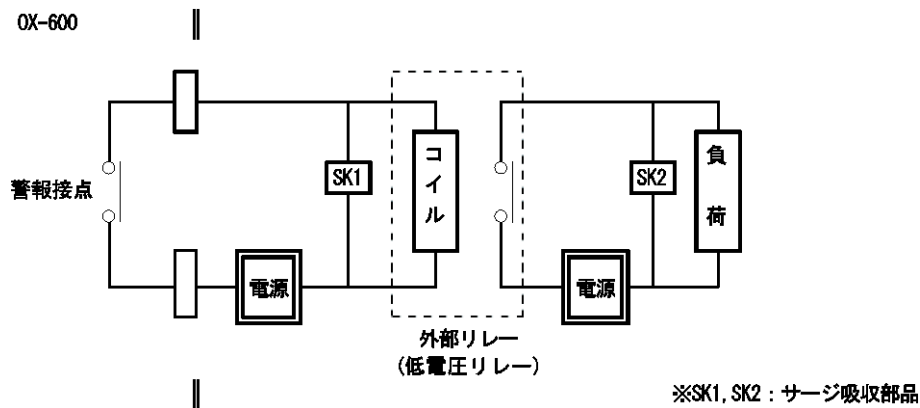 OX-600
警報接点
SK1
コイル
電源
SK2
負荷
電源
外部リレー
(低電圧リレー)
※SK1, SK2 : サージ吸収部品